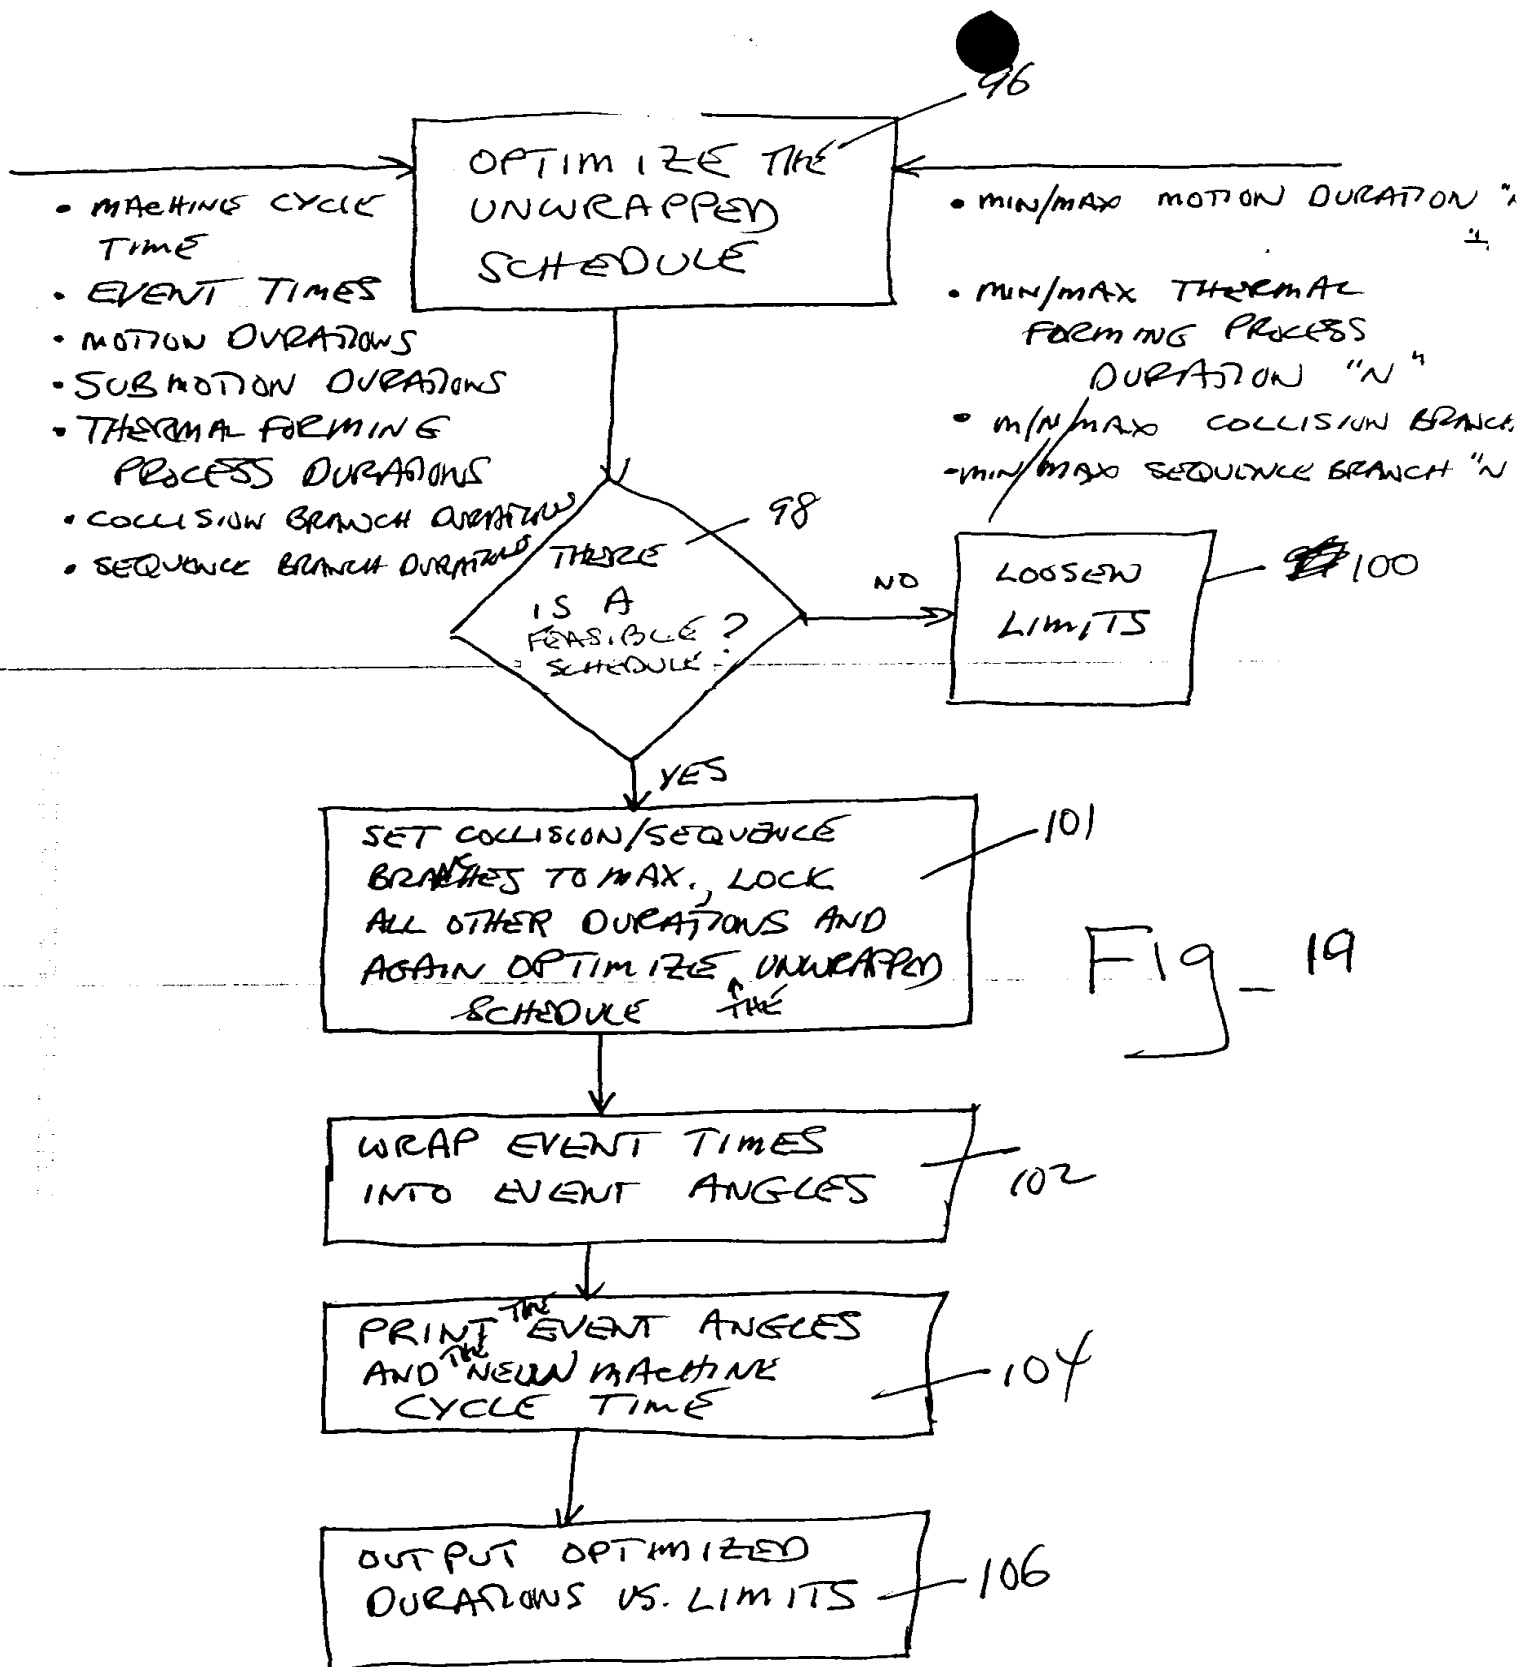 96
OPTIMIZE THE
UNWRAPPED
SCHEDULE
• MACHINE CYCLE
TIME
• EVENT TIMES
• MOTION DURATIONS
• SUBMOTION DURATIONS
• THERMAL FORMING
PROCESS DURATIONS
• COLLISION BRANCH DURATIONS
• SEQUENCE BRANCH DURATIONS
• MIN/MAX MOTION DURATION
• MIN/MAX THERMAL
FORMING PROCESS
DURATION "N"
• MIN/MAX COLLISION BRANCH
-MIN/MAX SEQUENCE BRANCH "N
98
THERE
IS A
FEASIBLE ?
SCHEDULE
NO
LOOSEN
LIMITS
100
YES
SET COLLISION/SEQUENCE
BRANCHES TO MAX., LOCK
ALL OTHER DURATIONS AND
AGAIN OPTIMIZE THE UNWRAPPED
SCHEDULE
101
Fig_19
WRAP EVENT TIMES
INTO EVENT ANGLES
102
PRINT THE EVENT ANGLES
AND THE NEW MACHINE
CYCLE TIME
104
OUTPUT OPTIMIZED
DURATIONS VS. LIMITS
106